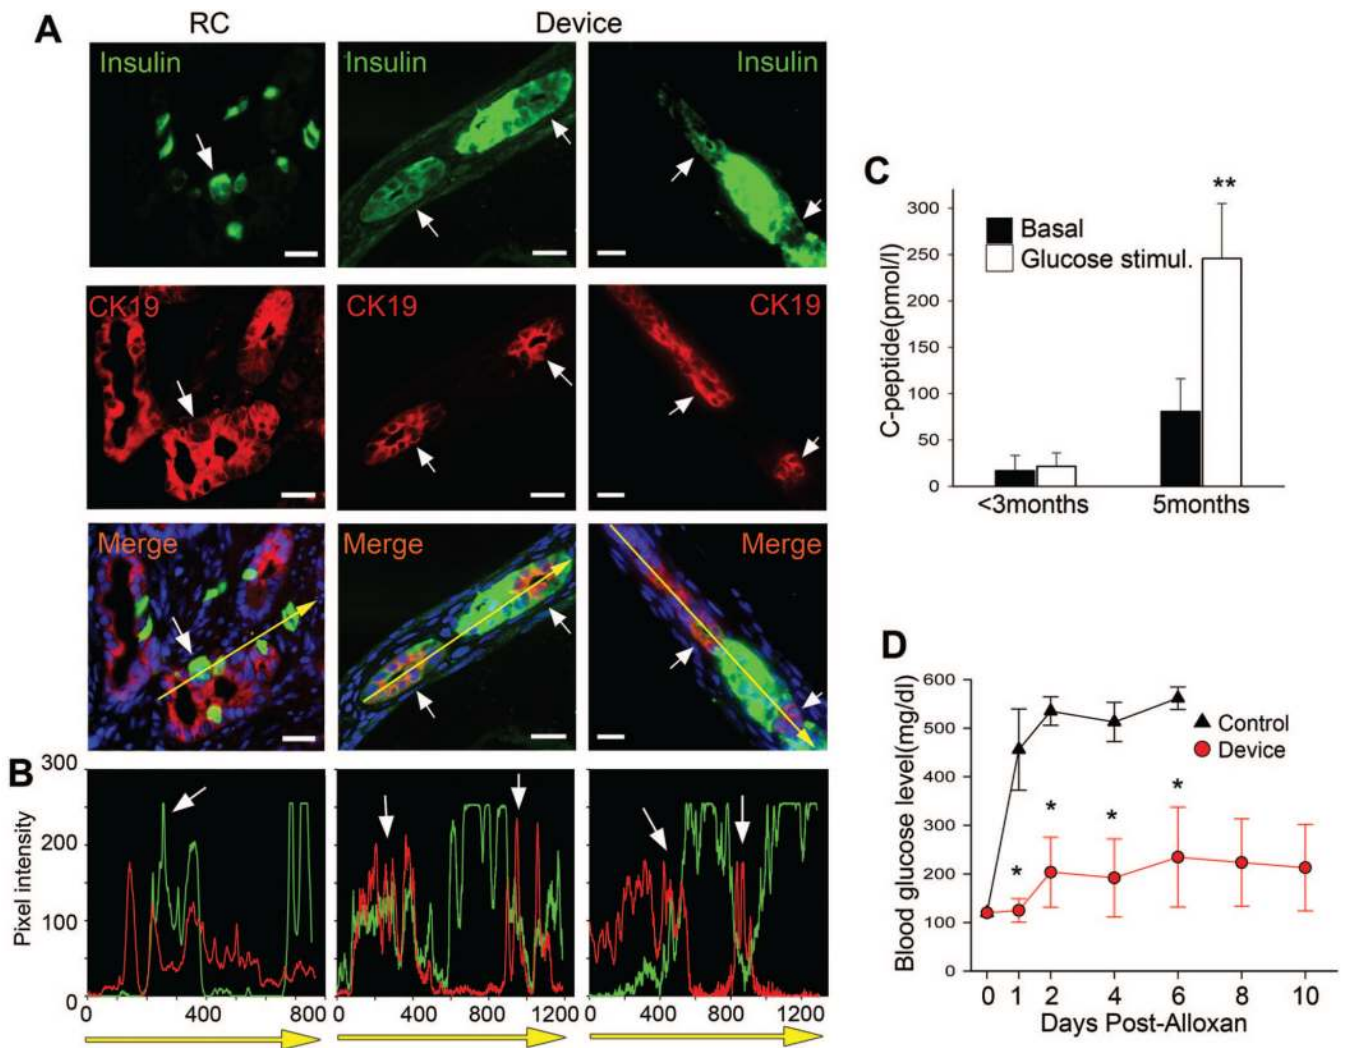 A
RC
Device
Insulin
Insulin
Insulin
CK19
CK19
CK19
Merge
Merge
Merge
B
Pixel intensity
300
200
100
0
0 400 800
0 400 800 1200
0 400 800 1200
C
C-peptide(pmol/l)
300
250
200
150
100
50
0
**
Basal
Glucose stimul.
<3months 5months
D
Blood glucose level(mg/dl)
600
500
400
300
200
100
0
Control
Device
*
*
*
*
0 1 2 4 6 8 10
Days Post-Alloxan